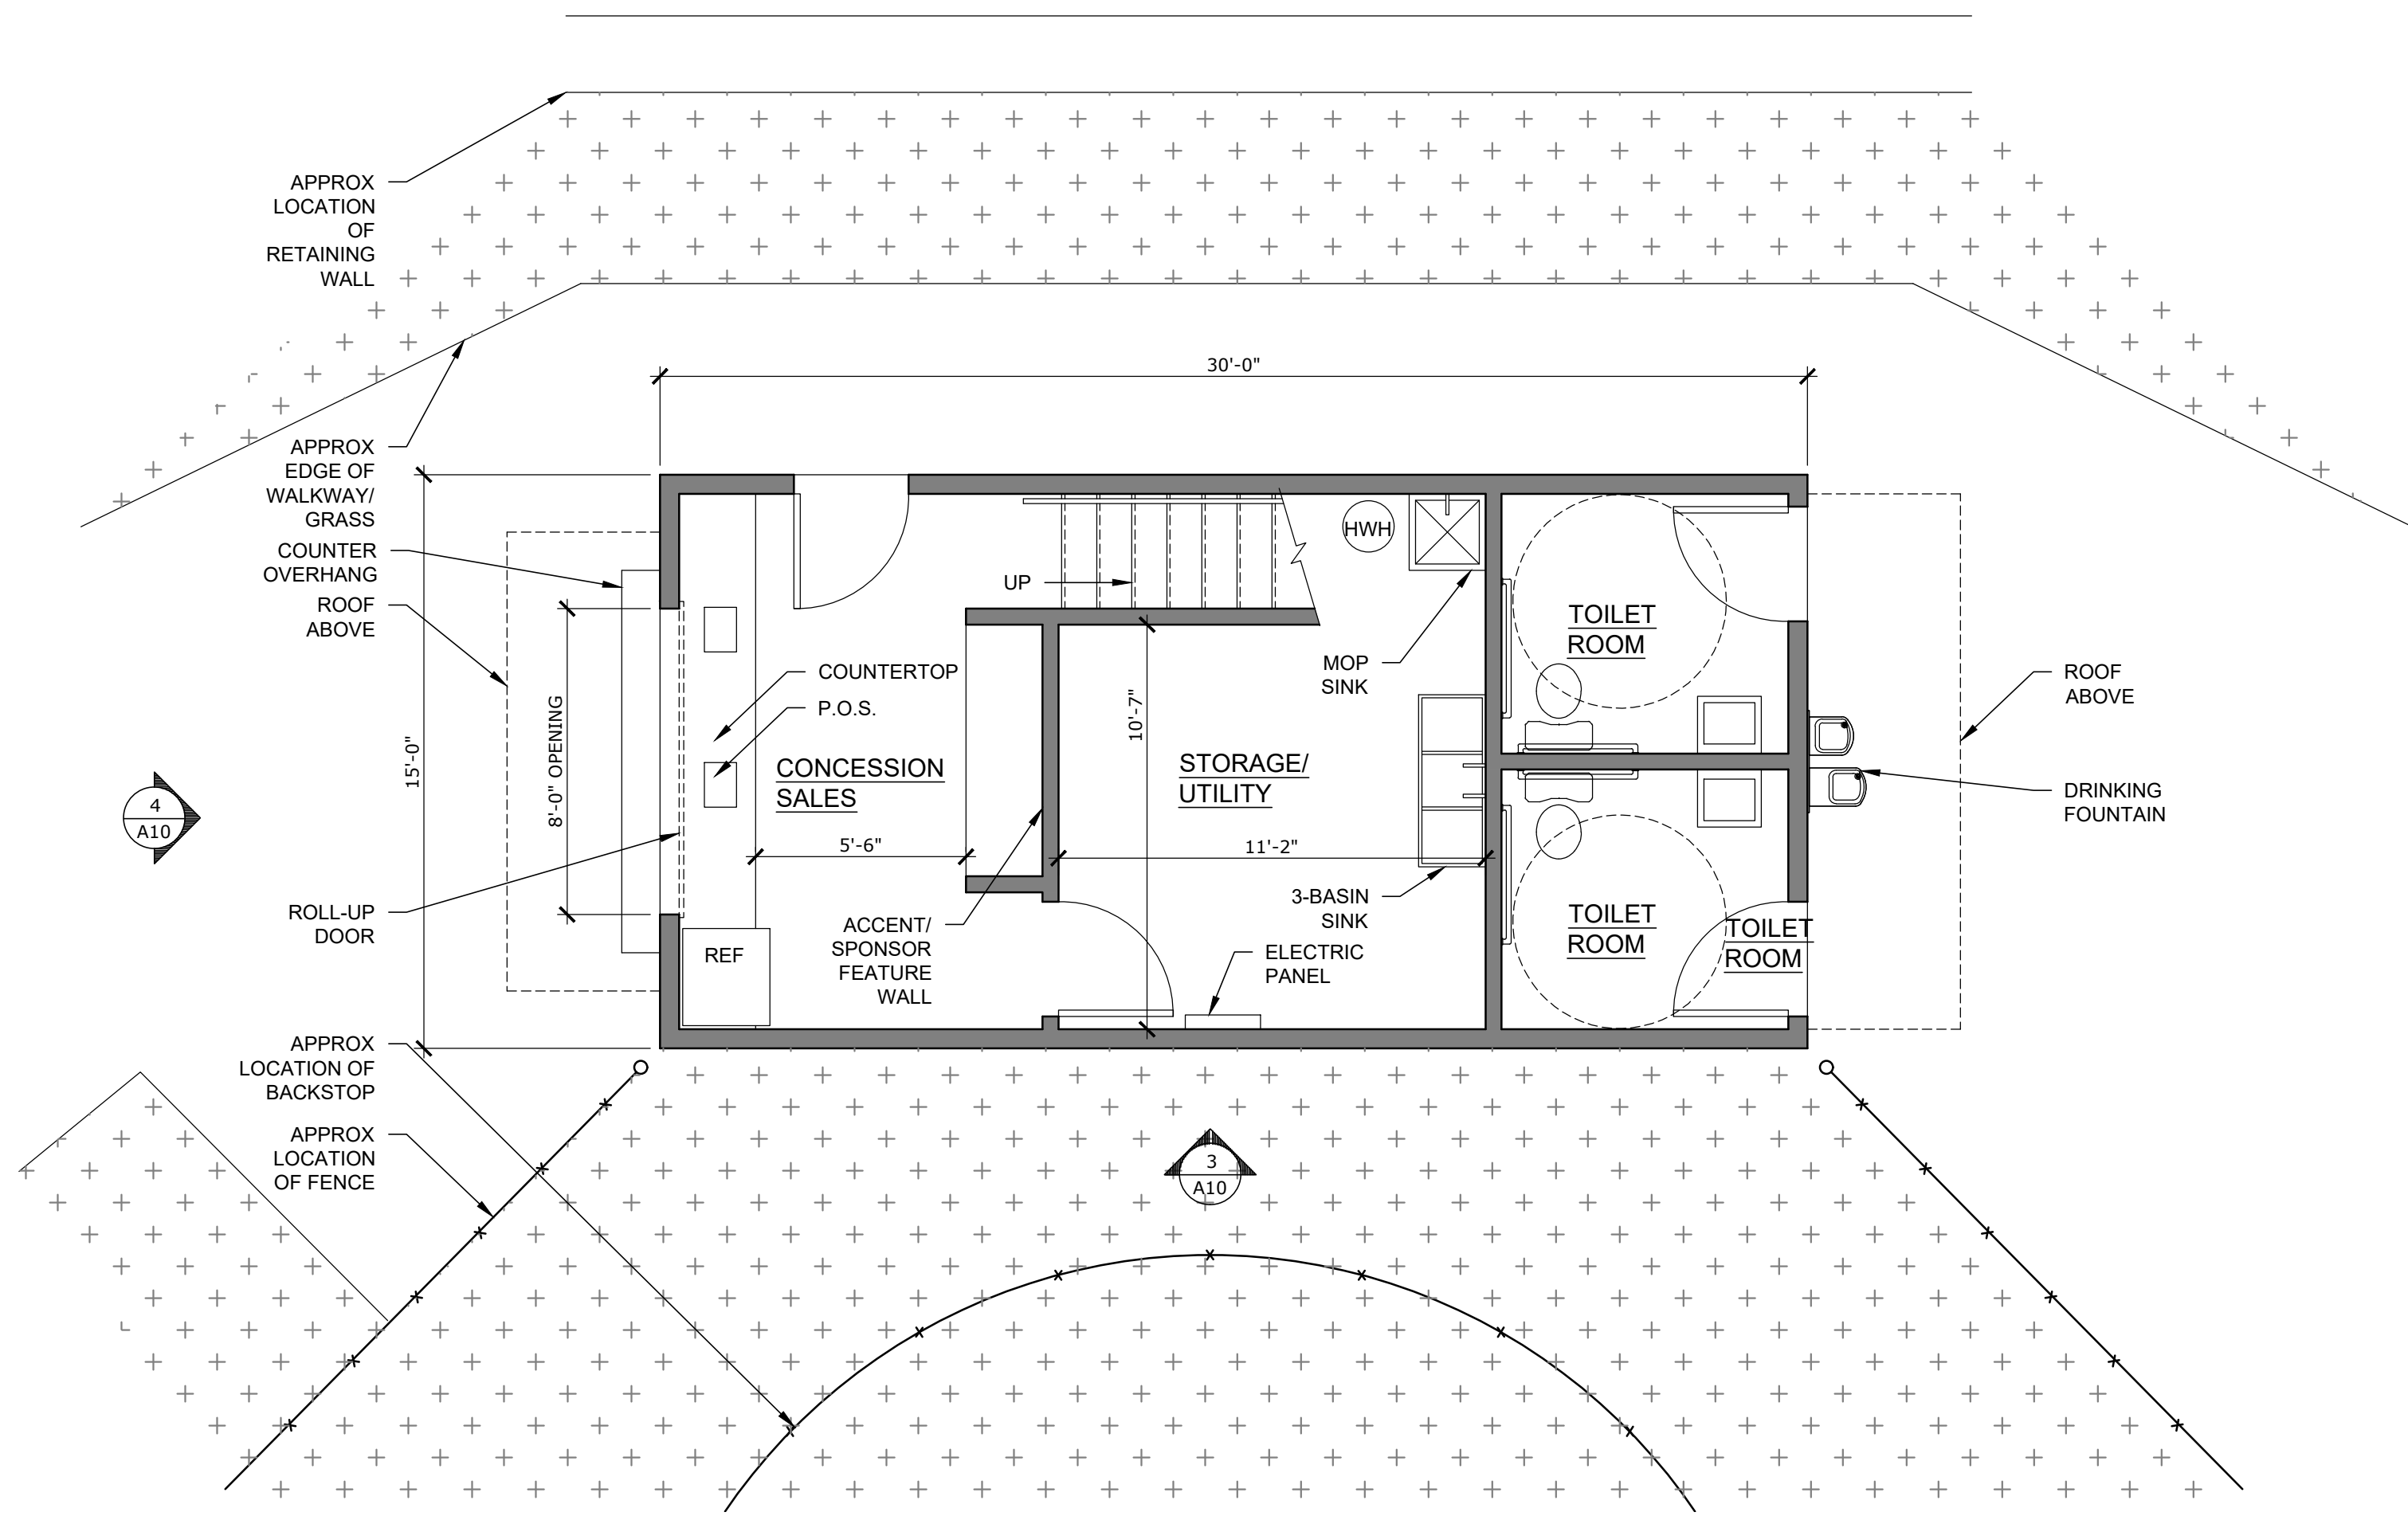 APPROX
LOCATION
OF
RETAINING
WALL
30'-0"
APPROX
EDGE OF
WALKWAY/
GRASS
COUNTER
OVERHANG
ROOF
ABOVE
15'-0"
8'-0" OPENING
UP
HWH
MOP
SINK
COUNTERTOP
P.O.S.
CONCESSION
SALES
5'-6"
10'-7"
STORAGE/
UTILITY
11'-2"
3-BASIN
SINK
TOILET
ROOM
ROOF
ABOVE
DRINKING
FOUNTAIN
4
A10
ROLL-UP
DOOR
REF
ACCENT/
SPONSOR
FEATURE
WALL
ELECTRIC
PANEL
TOILET
ROOM
TOILET
ROOM
APPROX
LOCATION OF
BACKSTOP
APPROX
LOCATION
OF FENCE
3
A10